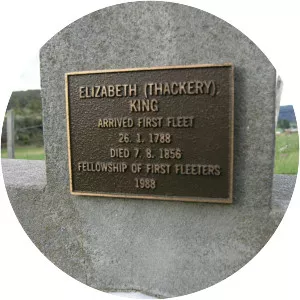 ELIZABETH (THACKERY).
KING
ARRIVED FIRST FLEET
26. 1. 1788
DIED 7. 8. 1856
FELLOWSHIP OF FIRST FLEETERS
1988